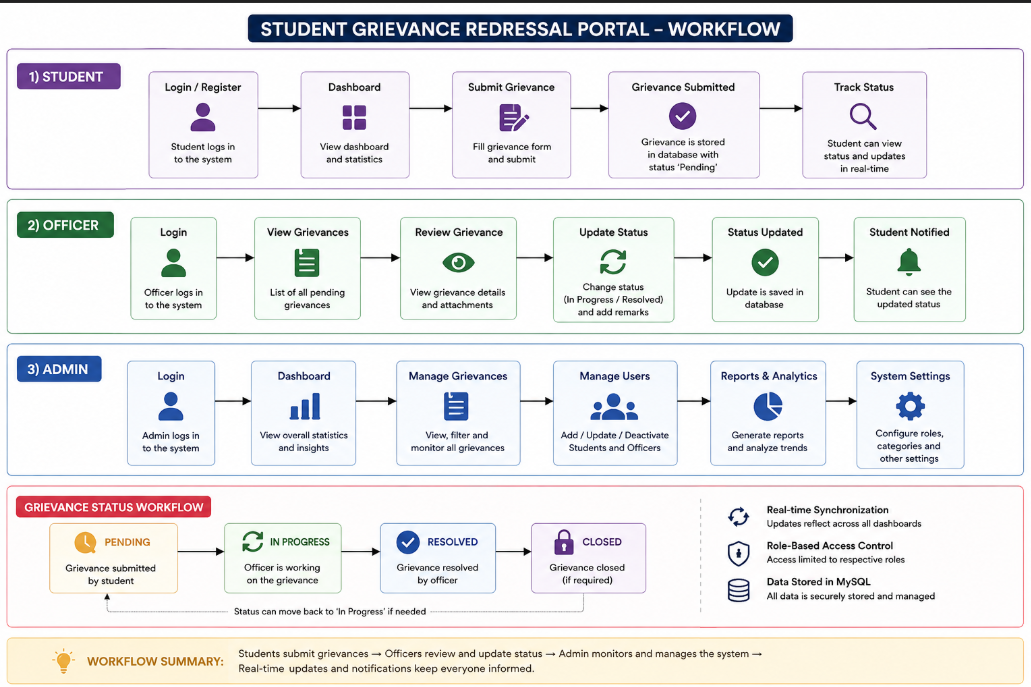 STUDENT GRIEVANCE REDRESSAL PORTAL – WORKFLOW
1) STUDENT
Login / Register
Student logs in
to the system
Dashboard
View dashboard
and statistics
Submit Grievance
Fill grievance form
and submit
Grievance Submitted
Grievance is stored
in database with
status ‘Pending’
Track Status
Student can view
status and updates
in real-time
2) OFFICER
Login
Officer logs in
to the system
View Grievances
List of all pending
grievances
Review Grievance
View grievance details
and attachments
Update Status
Change status
(In Progress / Resolved)
and add remarks
Status Updated
Update is saved in
database
Student Notified
Student can see the
updated status
3) ADMIN
Login
Admin logs in
to the system
Dashboard
View overall statistics
and insights
Manage Grievances
View, filter and
monitor all grievances
Manage Users
Add / Update / Deactivate
Students and Officers
Reports & Analytics
Generate reports
and analyze trends
System Settings
Configure roles,
categories and
other settings
GRIEVANCE STATUS WORKFLOW
PENDING
Grievance submitted
by student
IN PROGRESS
Officer is working
on the grievance
RESOLVED
Grievance resolved
by officer
CLOSED
Grievance closed
(if required)
Status can move back to ‘In Progress’ if needed
Real-time Synchronization
Updates reflect across all dashboards
Role-Based Access Control
Access limited to respective roles
Data Stored in MySQL
All data is securely stored and managed
WORKFLOW SUMMARY:
Students submit grievances → Officers review and update status → Admin monitors and manages the system →
Real-time updates and notifications keep everyone informed.